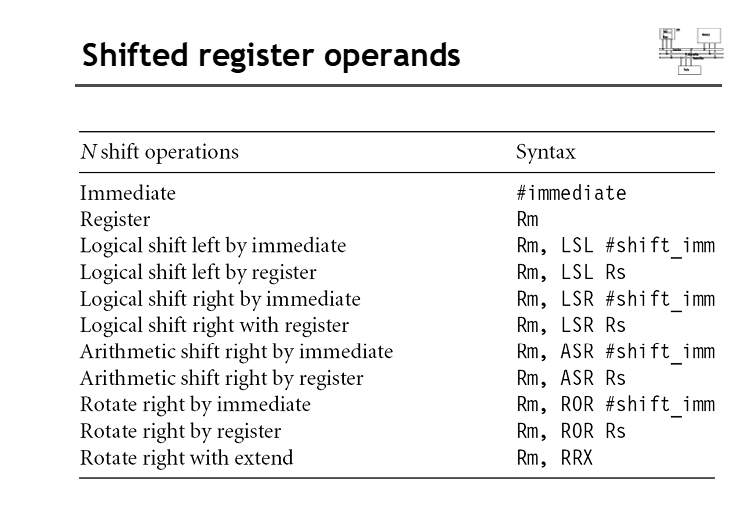 Shifted register operands
N shift operations Syntax
Immediate #immediate
Register Rm
Logical shift left by immediate Rm, LSL #shift_imm
Logical shift left by register Rm, LSL Rs
Logical shift right by immediate Rm, LSR #shift_imm
Logical shift right with register Rm, LSR Rs
Arithmetic shift right by immediate Rm, ASR #shift_imm
Arithmetic shift right by register Rm, ASR Rs
Rotate right by immediate Rm, ROR #shift_imm
Rotate right by register Rm, ROR Rs
Rotate right with extend Rm, RRX